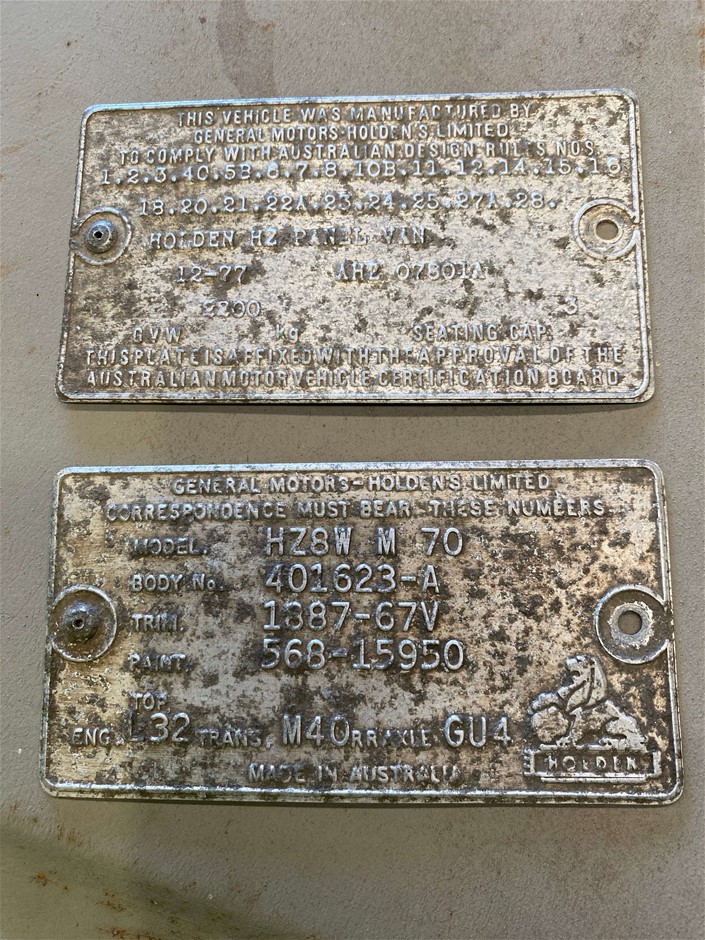 THIS VEHICLE WAS MANUFACTURED BY
GENERAL MOTORS-HOLDEN'S LIMITED
TO COMPLY WITH AUSTRALIAN DESIGN RULES NOS.
1.2.3.4C.5B.6.7.8.10B.11.12.14.15.16
18.20.21.22A.23.24.25.27A.28.
HOLDEN HZ PANEL VAN
12-77 AHZ 07501A
2200 3
GVW kg SEATING CAP.
THIS PLATE IS AFFIXED WITH THE APPROVAL OF THE
AUSTRALIAN MOTOR VEHICLE CERTIFICATION BOARD
GENERAL MOTORS-HOLDEN'S LIMITED
CORRESPONDENCE MUST BEAR THESE NUMBERS
MODEL. HZ8W M 70
BODY No. 401623-A
TRIM. 1887-67V
PAINT. 568-15950
TOP
ENG. L32 TRANS. M40 RR AXLE GU4
HOLDEN
MADE IN AUSTRALIA